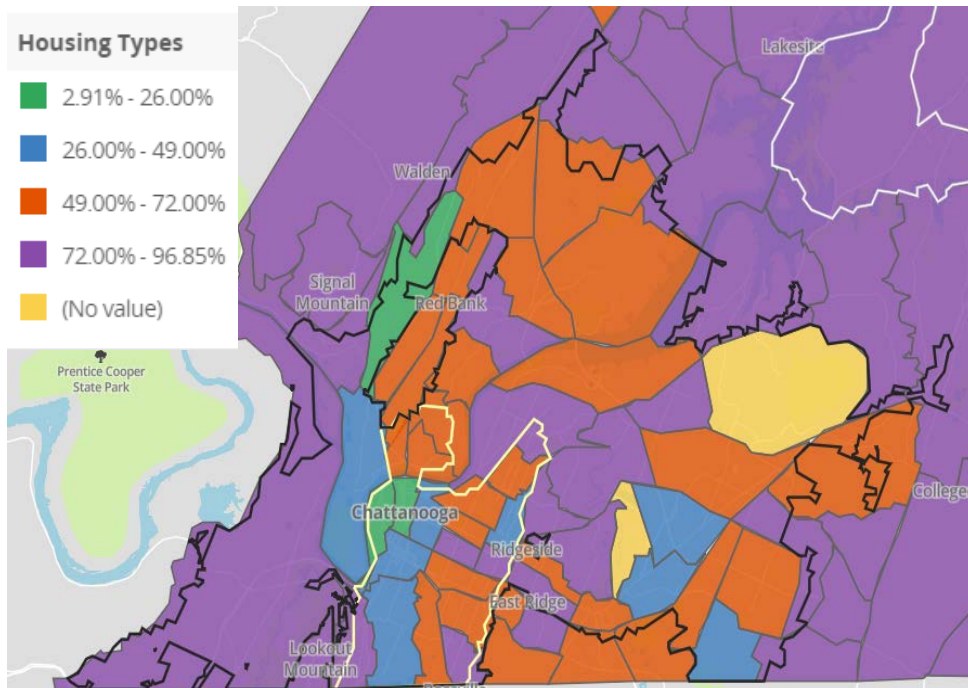 Housing Types
2.91% - 26.00%
26.00% - 49.00%
49.00% - 72.00%
72.00% - 96.85%
(No value)
Lakesite
Walden
Signal
Mountain
Red Bank
Prentice Cooper
State Park
College
Chattanooga
Ridgeside
East Ridge
Lookout
Mountain